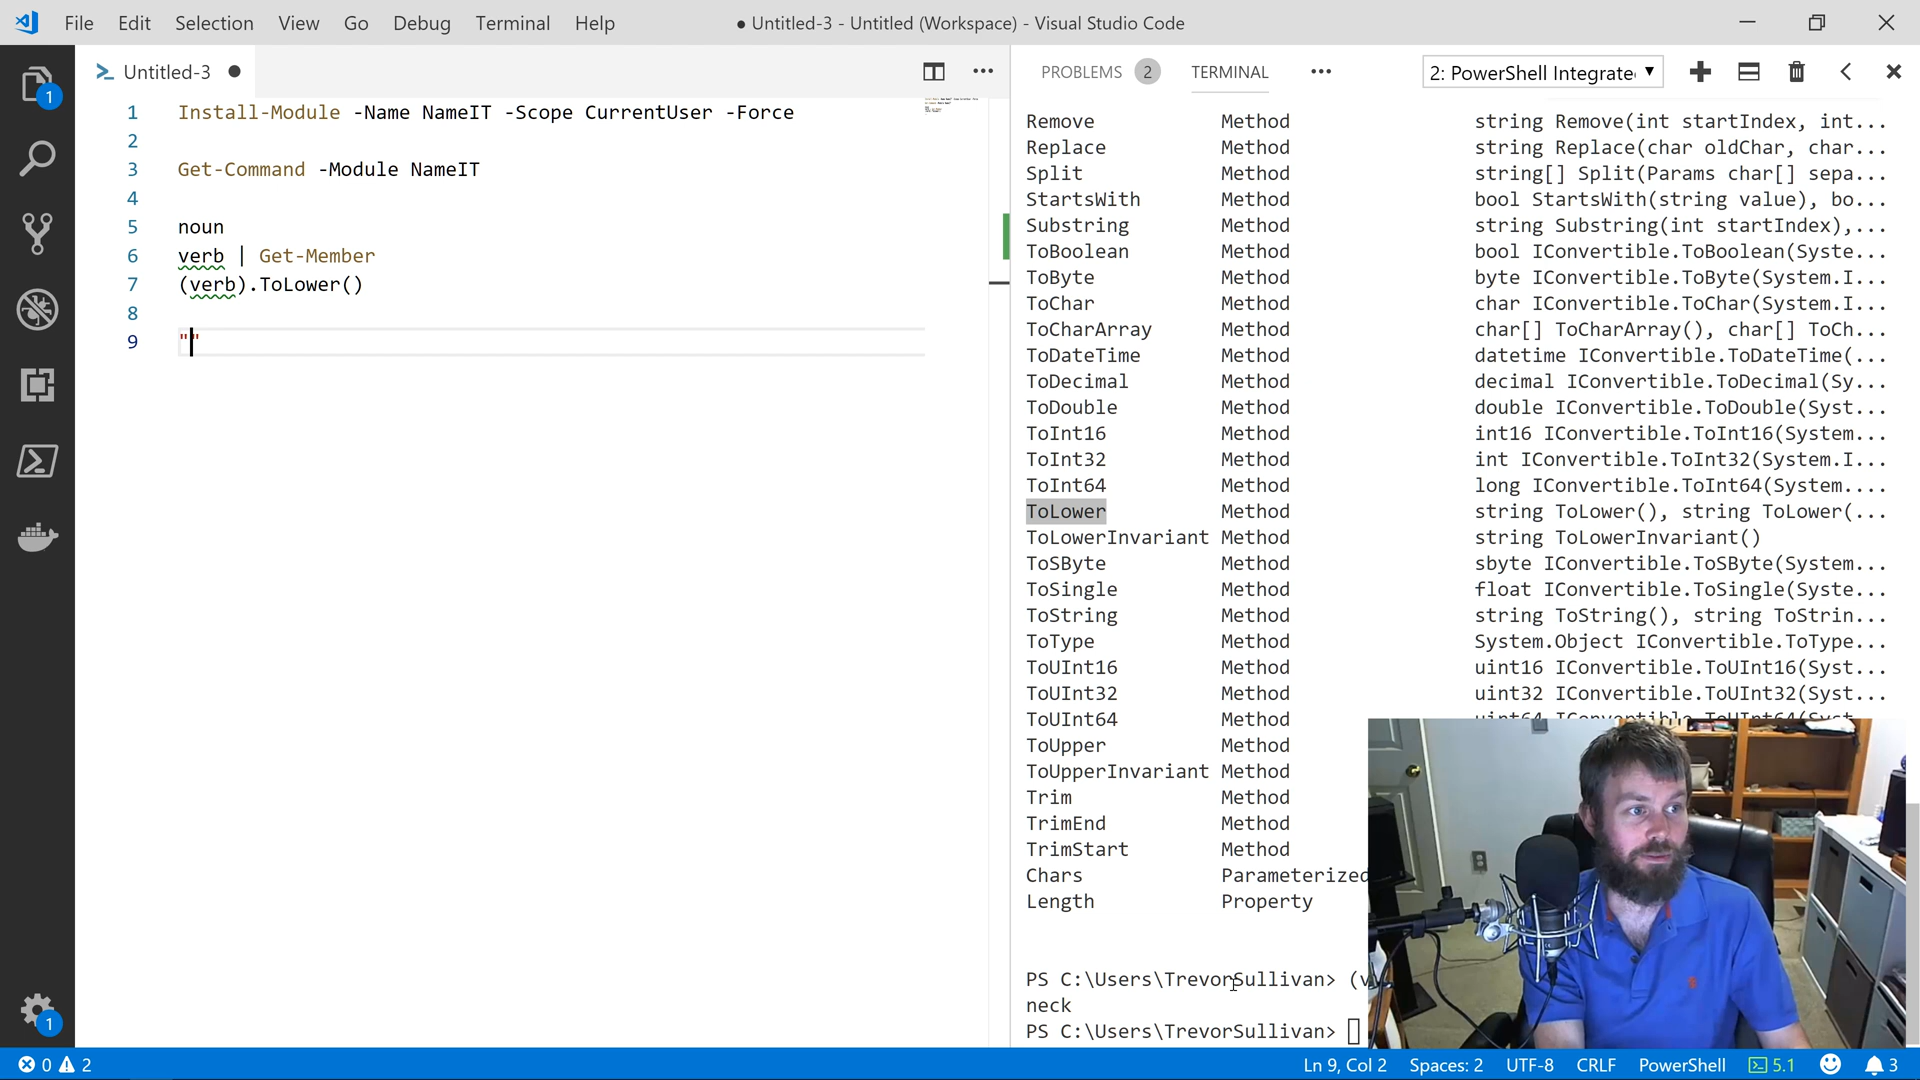 File Edit Selection View Go Debug Terminal Help
● Untitled-3 - Untitled (Workspace) - Visual Studio Code
Untitled-3
1 Install-Module -Name NameIT -Scope CurrentUser -Force
2
3 Get-Command -Module NameIT
4
5 noun
6 verb | Get-Member
7 (verb).ToLower()
8
9 ""
PROBLEMS 2 TERMINAL ••• 2: PowerShell Integrate
Remove Method string Remove(int startIndex, int...
Replace Method string Replace(char oldChar, char...
Split Method string[] Split(Params char[] sepa...
StartsWith Method bool StartsWith(string value), bo...
Substring Method string Substring(int startIndex),...
ToBoolean Method bool IConvertible.ToBoolean(Syste...
ToByte Method byte IConvertible.ToByte(System.I...
ToChar Method char IConvertible.ToChar(System.I...
ToCharArray Method char[] ToCharArray(), char[] ToCh...
ToDateTime Method datetime IConvertible.ToDateTime(...
ToDecimal Method decimal IConvertible.ToDecimal(Sy...
ToDouble Method double IConvertible.ToDouble(Syst...
ToInt16 Method int16 IConvertible.ToInt16(System...
ToInt32 Method int IConvertible.ToInt32(System.I...
ToInt64 Method long IConvertible.ToInt64(System....
ToLower Method string ToLower(), string ToLower(...
ToLowerInvariant Method string ToLowerInvariant()
ToSByte Method sbyte IConvertible.ToSByte(System...
ToSingle Method float IConvertible.ToSingle(Syste...
ToString Method string ToString(), string ToStrin...
ToType Method System.Object IConvertible.ToType...
ToUInt16 Method uint16 IConvertible.ToUInt16(Syst...
ToUInt32 Method uint32 IConvertible.ToUInt32(Syst...
ToUInt64 Method uint64 IConvertible.ToUInt64(Syst...
ToUpper Method
ToUpperInvariant Method
Trim Method
TrimEnd Method
TrimStart Method
Chars Parameterized
Length Property
PS C:\Users\TrevorSullivan> (v
neck
PS C:\Users\TrevorSullivan>
1
1
0 2
Ln 9, Col 2 Spaces: 2 UTF-8 CRLF PowerShell 5.1 3